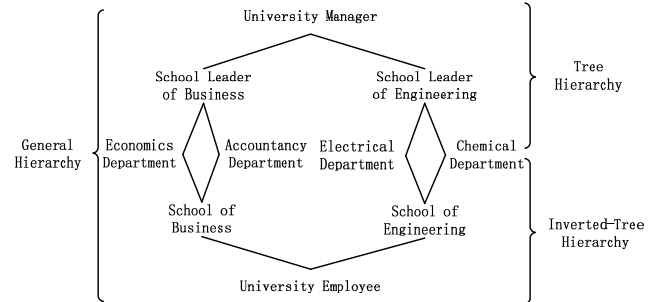 University Manager
School Leader
of Business
School Leader
of Engineering
Tree
Hierarchy
General
Hierarchy
Economics
Department
Accountancy
Department
Electrical
Department
Chemical
Department
School of
Business
School of
Engineering
Inverted-Tree
Hierarchy
University Employee